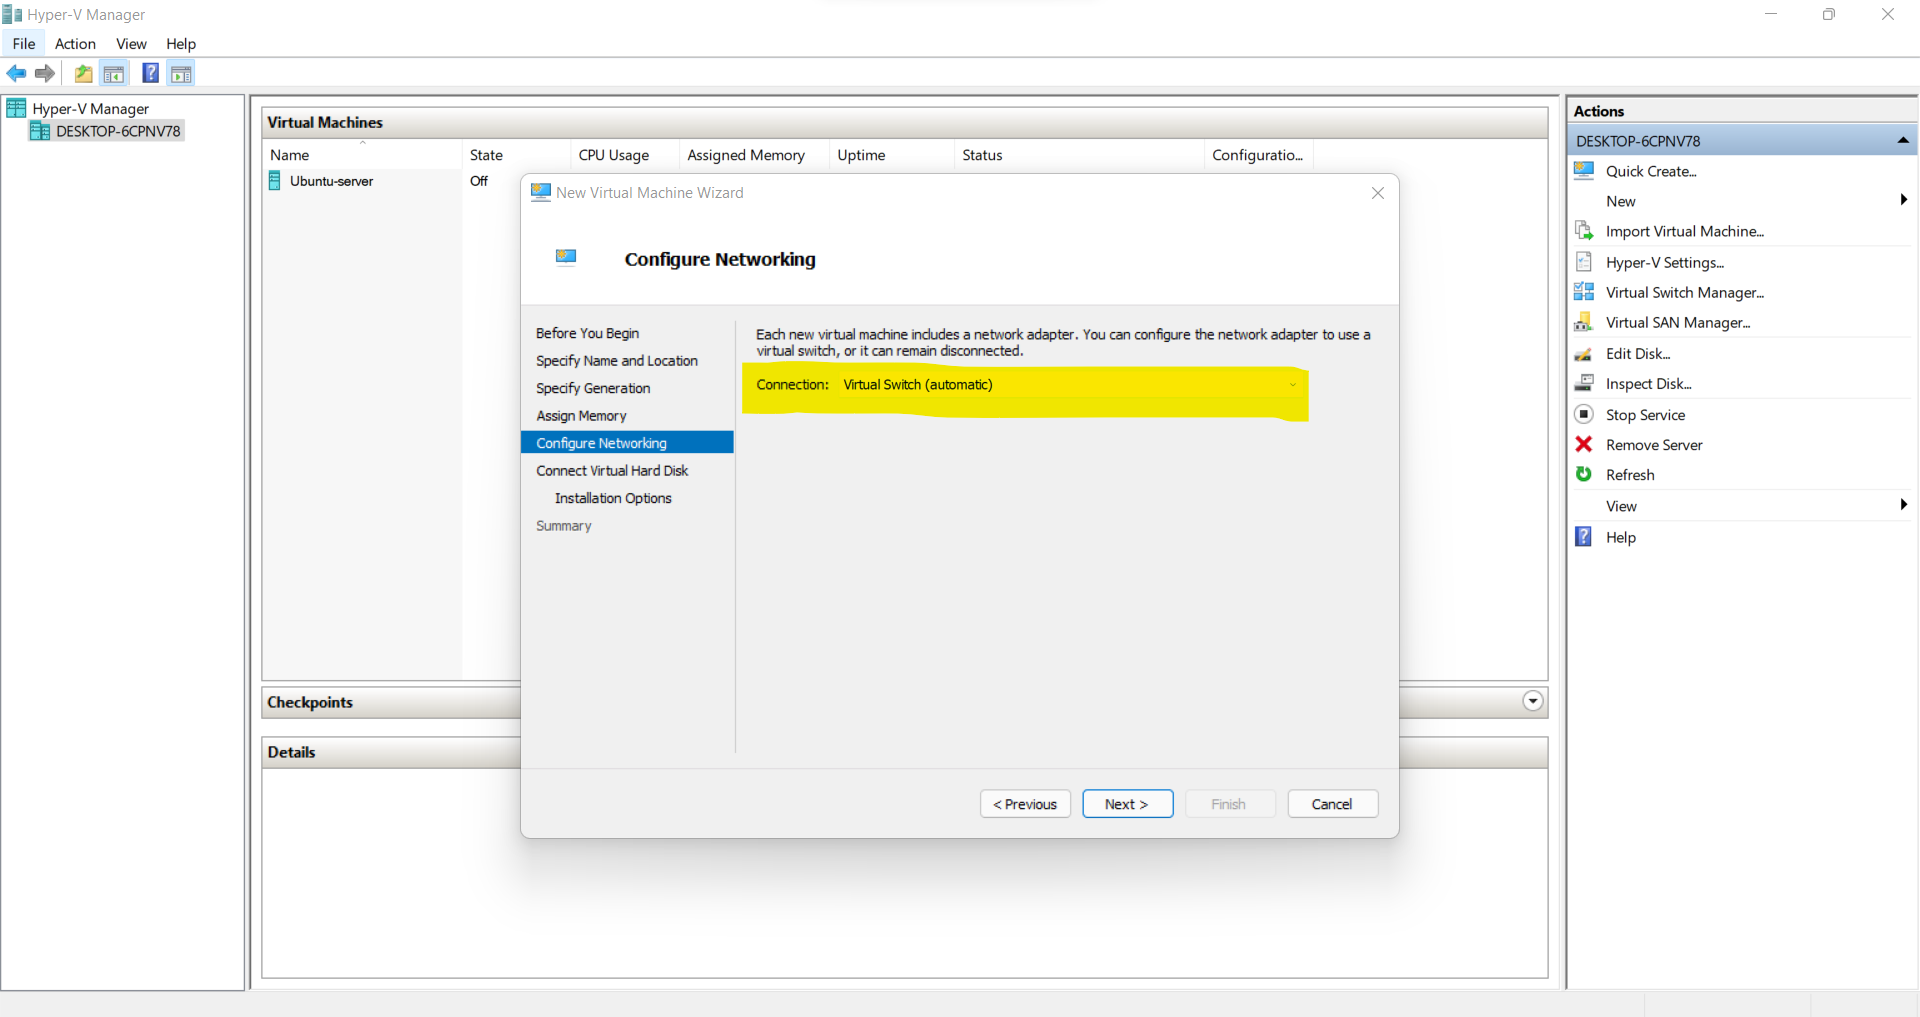 Hyper-V Manager
File Action View Help
Hyper-V Manager
DESKTOP-6CPNV78
Virtual Machines
Name State CPU Usage Assigned Memory Uptime Status Configuratio...
Ubuntu-server Off
New Virtual Machine Wizard
Configure Networking
Before You Begin
Specify Name and Location
Specify Generation
Assign Memory
Configure Networking
Connect Virtual Hard Disk
Installation Options
Summary
Each new virtual machine includes a network adapter. You can configure the network adapter to use a
virtual switch, or it can remain disconnected.
Connection: Virtual Switch (automatic)
< Previous Next > Finish Cancel
Checkpoints
Details
Actions
DESKTOP-6CPNV78
Quick Create...
New
Import Virtual Machine...
Hyper-V Settings...
Virtual Switch Manager...
Virtual SAN Manager...
Edit Disk...
Inspect Disk...
Stop Service
Remove Server
Refresh
View
Help